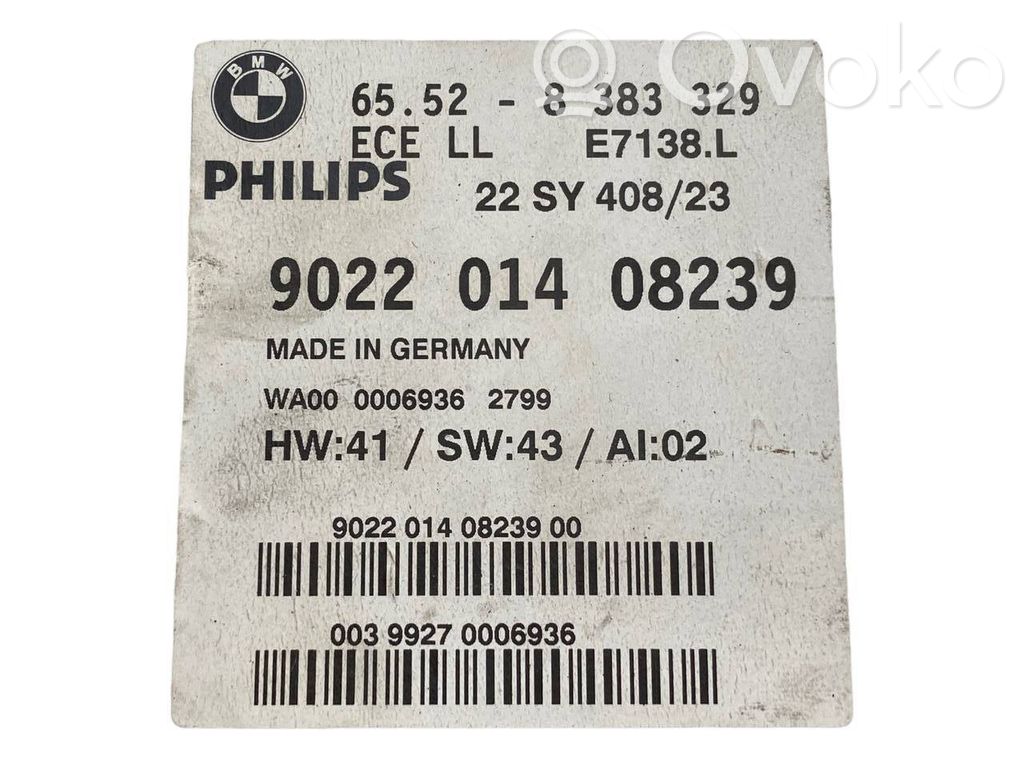 Ovoko
BMW
65.52 - 8 383 329
ECE LL E7138.L
PHILIPS
22 SY 408/23
9022 014 08239
MADE IN GERMANY
WA00 0006936 2799
HW:41 / SW:43 / AI:02
9022 014 08239 00
003 9927 0006936